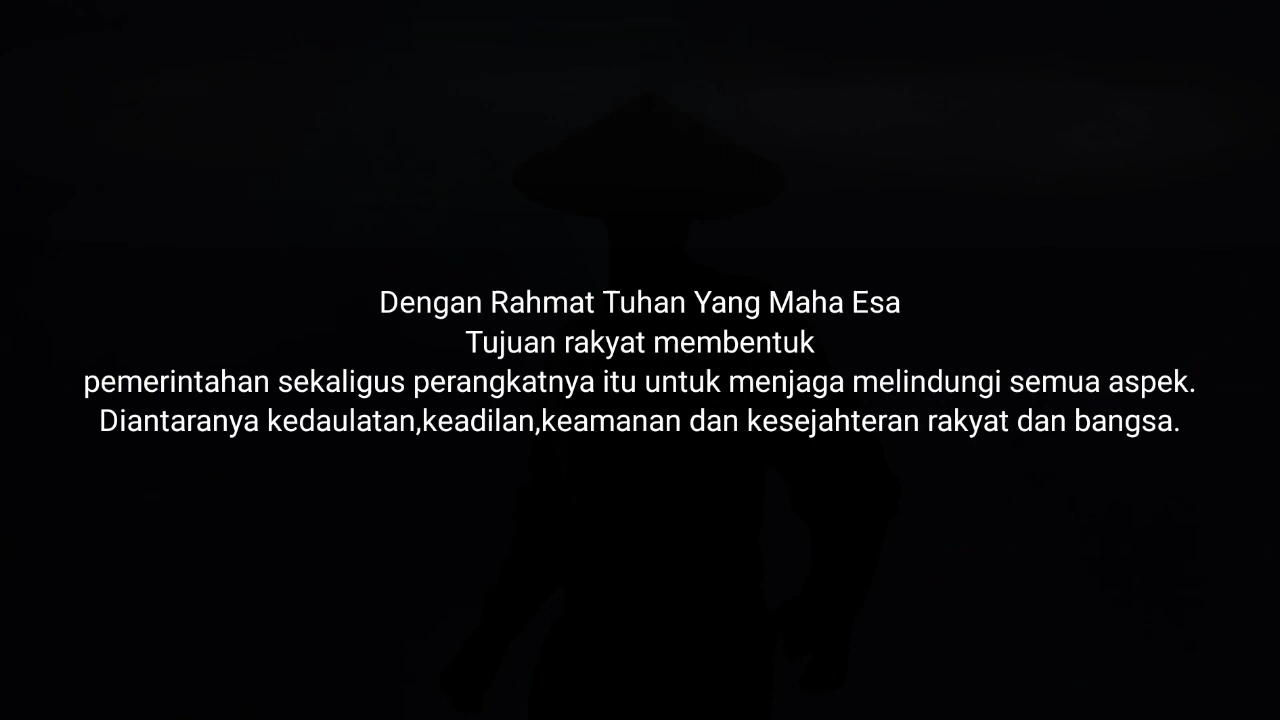 Dengan Rahmat Tuhan Yang Maha Esa
Tujuan rakyat membentuk
pemerintahan sekaligus perangkatnya itu untuk menjaga melindungi semua aspek.
Diantaranya kedaulatan,keadilan,keamanan dan kesejahteran rakyat dan bangsa.